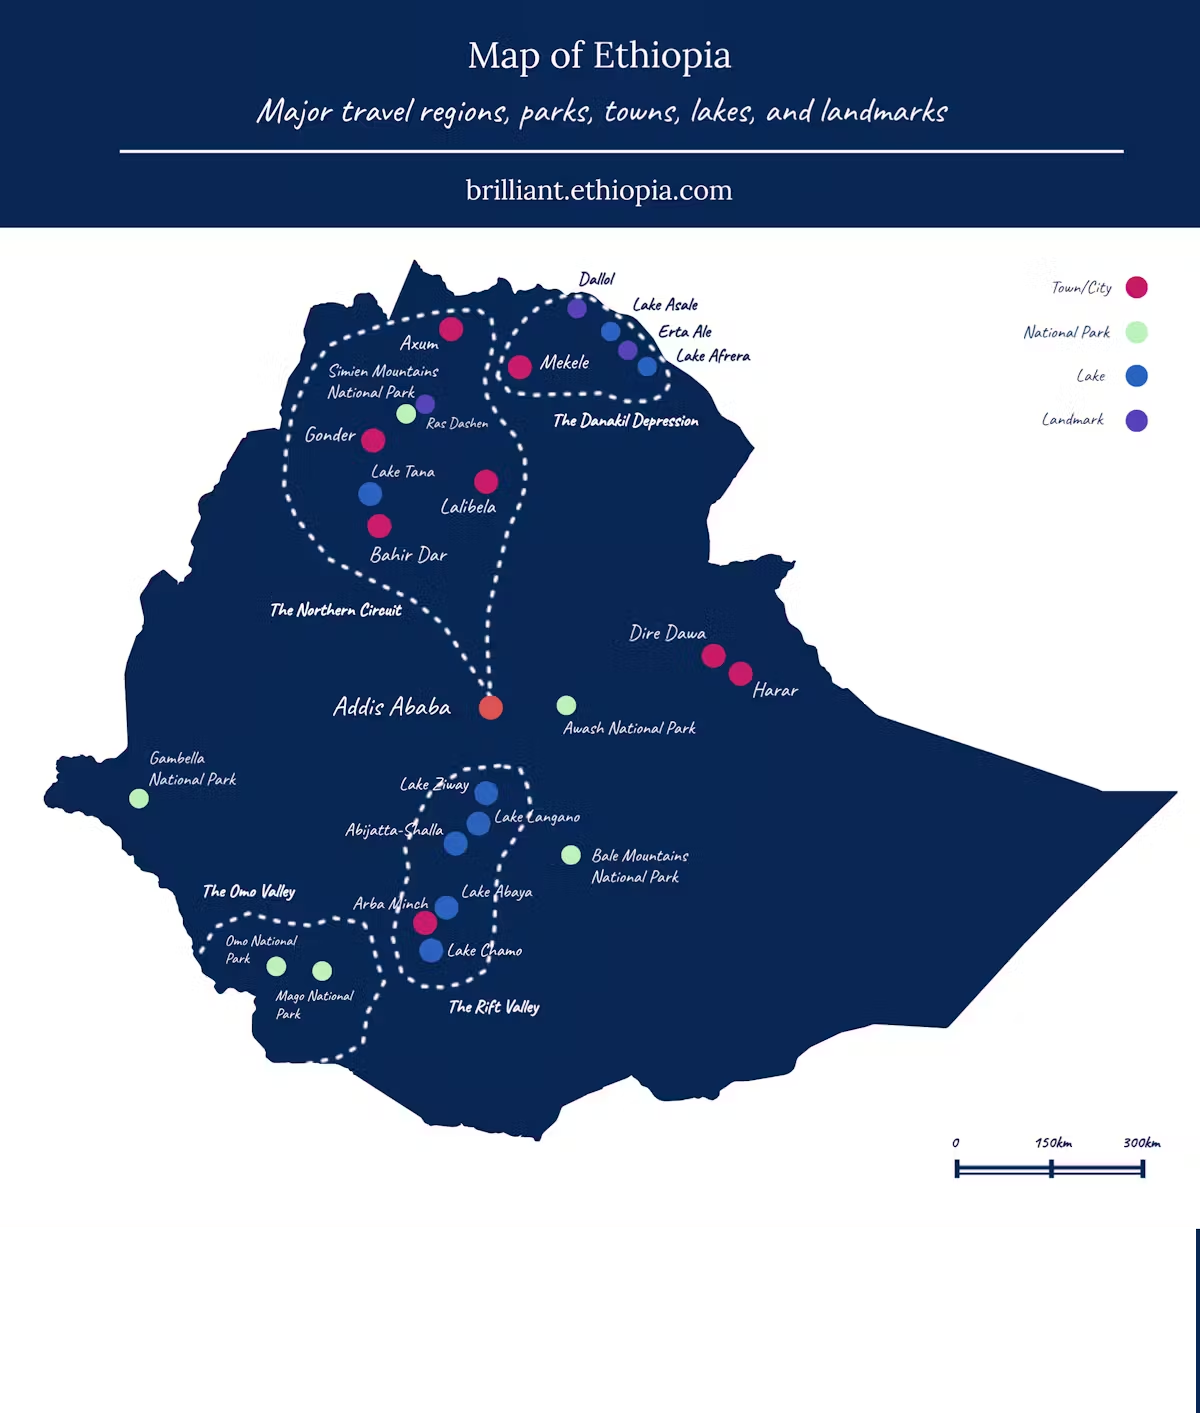 Map of Ethiopia
Major travel regions, parks, towns, lakes, and landmarks
brilliant.ethiopia.com
Town/City
National Park
Lake
Landmark
Dallol
Lake Asale
Erta Ale
Lake Afrera
Axum
Mekele
Simien Mountains
National Park
Ras Dashen
The Danakil Depression
Gonder
Lake Tana
Lalibela
Bahir Dar
The Northern Circuit
Dire Dawa
Harar
Addis Ababa
Awash National Park
Gambella
National Park
Lake Ziway
Lake Langano
Abijatta-Shalla
Bale Mountains
National Park
The Omo Valley
Lake Abaya
Arba Minch
Omo National
Park
Lake Chamo
Mago National
Park
The Rift Valley
0
150km
300km